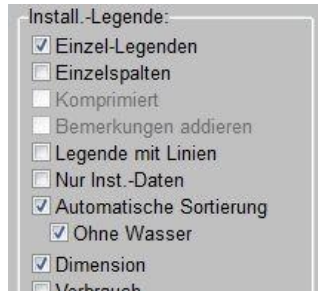 Install.-Legende:
Einzel-Legenden
Einzelspalten
Komprimiert
Bemerkungen addieren
Legende mit Linien
Nur Inst.-Daten
Automatische Sortierung
Ohne Wasser
Dimension
Verbrauch